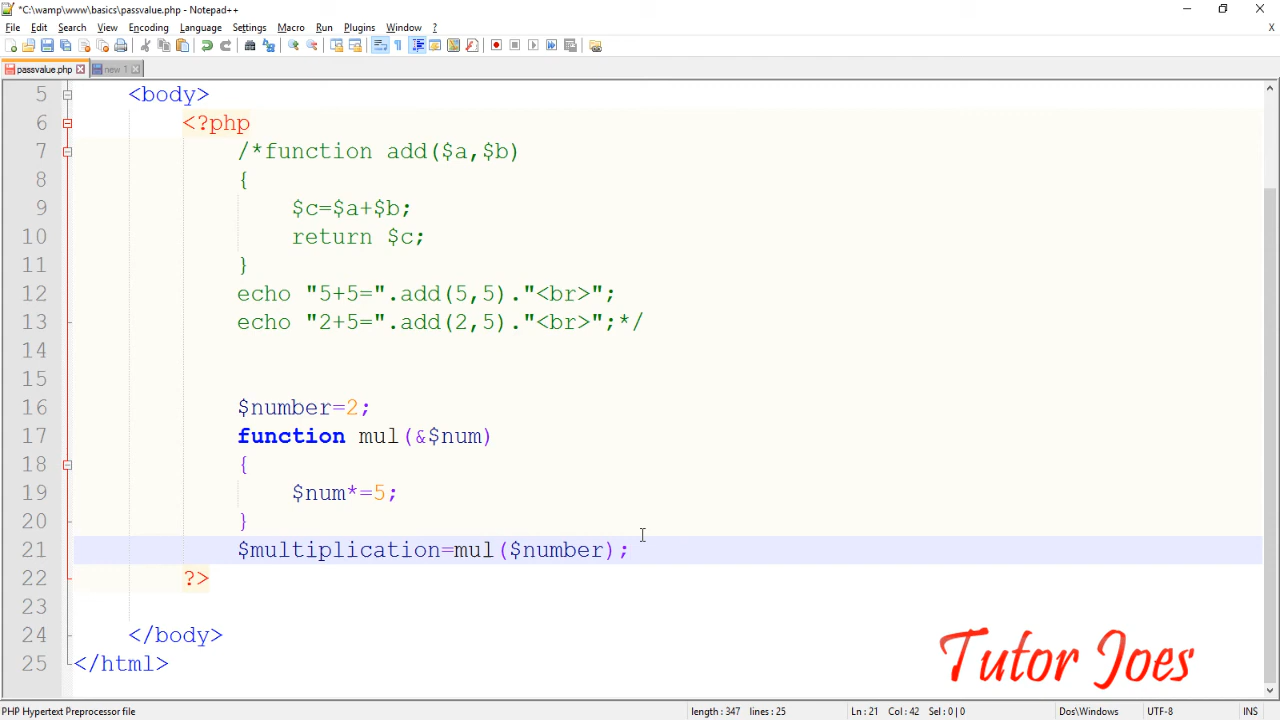 *C:\wamp\www\basics\passvalue.php - Notepad++
File Edit Search View Encoding Language Settings Macro Run Plugins Window ?
X
passvalue.php new 1
5 <body>
6 <?php
7 /*function add($a,$b)
8 {
9 $c=$a+$b;
10 return $c;
11 }
12 echo "5+5=".add(5,5)."<br>";
13 echo "2+5=".add(2,5)."<br>";*/
14
15
16 $number=2;
17 function mul(&$num)
18 {
19 $num*=5;
20 }
21 $multiplication=mul($number);
22 ?>
23
24 </body>
25 </html>
Tutor Joes
PHP Hypertext Preprocessor file length : 347 lines : 25 Ln : 21 Col : 42 Sel : 0 | 0 Dos\Windows UTF-8 INS